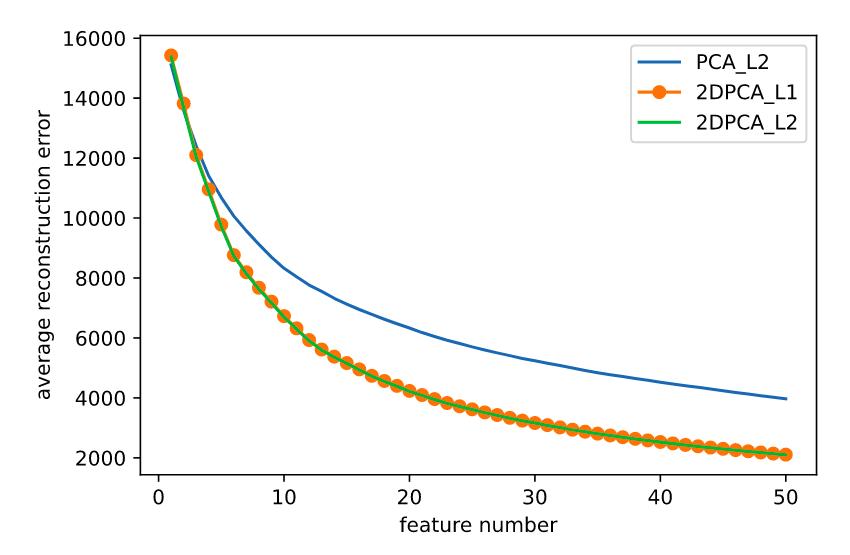 16000
14000
12000
10000
8000
6000
4000
2000
average reconstruction error
PCA_L2
2DPCA_L1
2DPCA_L2
0 10 20 30 40 50
feature number